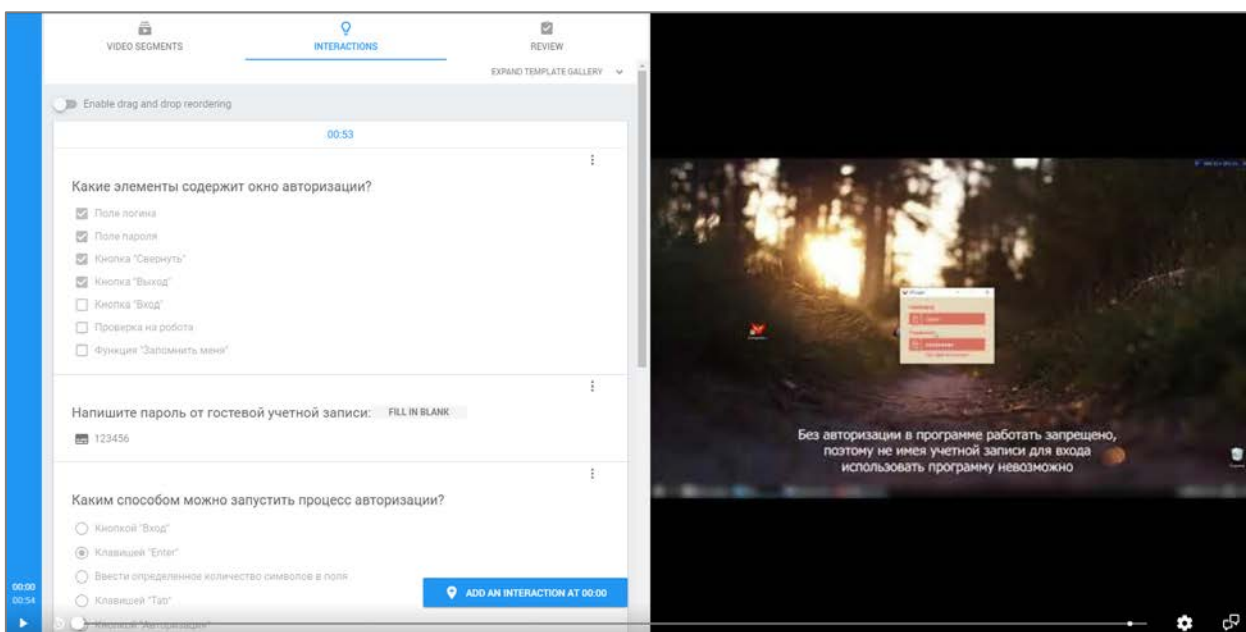 VIDEO SEGMENTS
INTERACTIONS
REVIEW
EXPAND TEMPLATE GALLERY
Enable drag and drop reordering
00:53
Какие элементы содержит окно авторизации?
Поле логина
Поле пароля
Кнопка "Свернуть"
Кнопка "Выход"
Кнопка "Вход"
Проверка на робота
Функция "Запомнить меня"
Напишите пароль от гостевой учетной записи: FILL IN BLANK
123456
Каким способом можно запустить процесс авторизации?
Кнопкой "Вход"
Клавишей "Enter"
Ввести определенное количество символов в поля
Клавишей "Tab"
Кнопкой "Авторизация"
ADD AN INTERACTION AT 00:00
00:00
00:54
Без авторизации в программе работать запрещено,
поэтому не имея учетной записи для входа
использовать программу невозможно